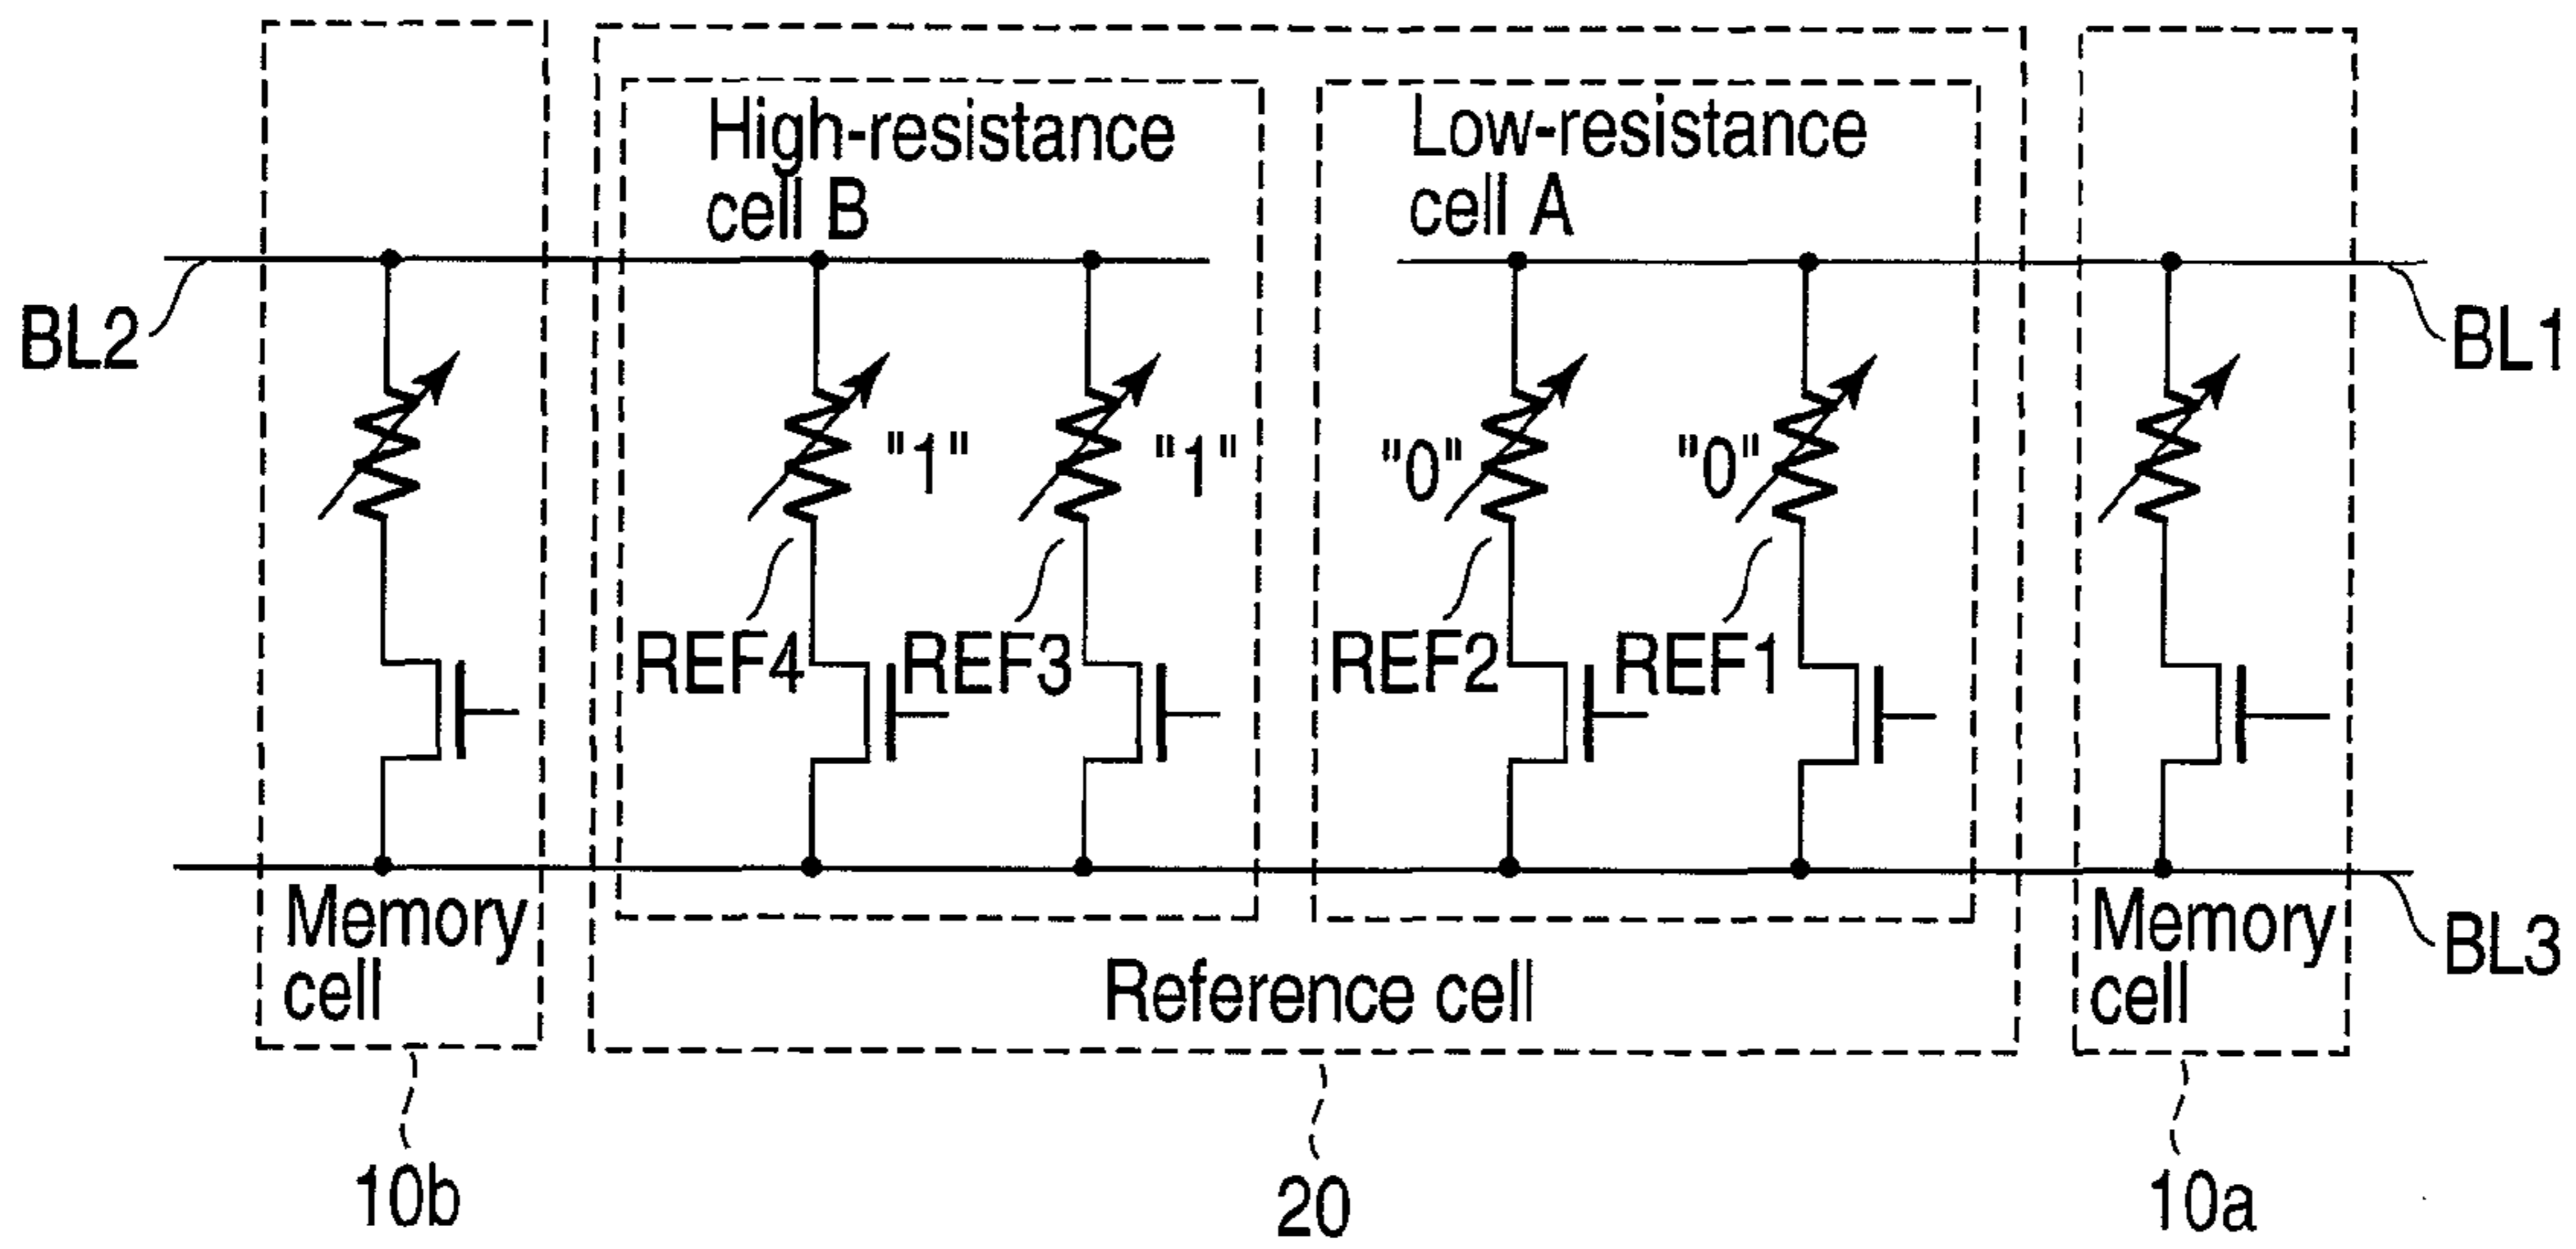 High-resistance
cell B
Low-resistance
cell A
BL2
BL1
"1"
"1"
"0"
"0"
REF4
REF3
REF2
REF1
Memory
cell
Reference cell
Memory
cell
BL3
10b
20
10a